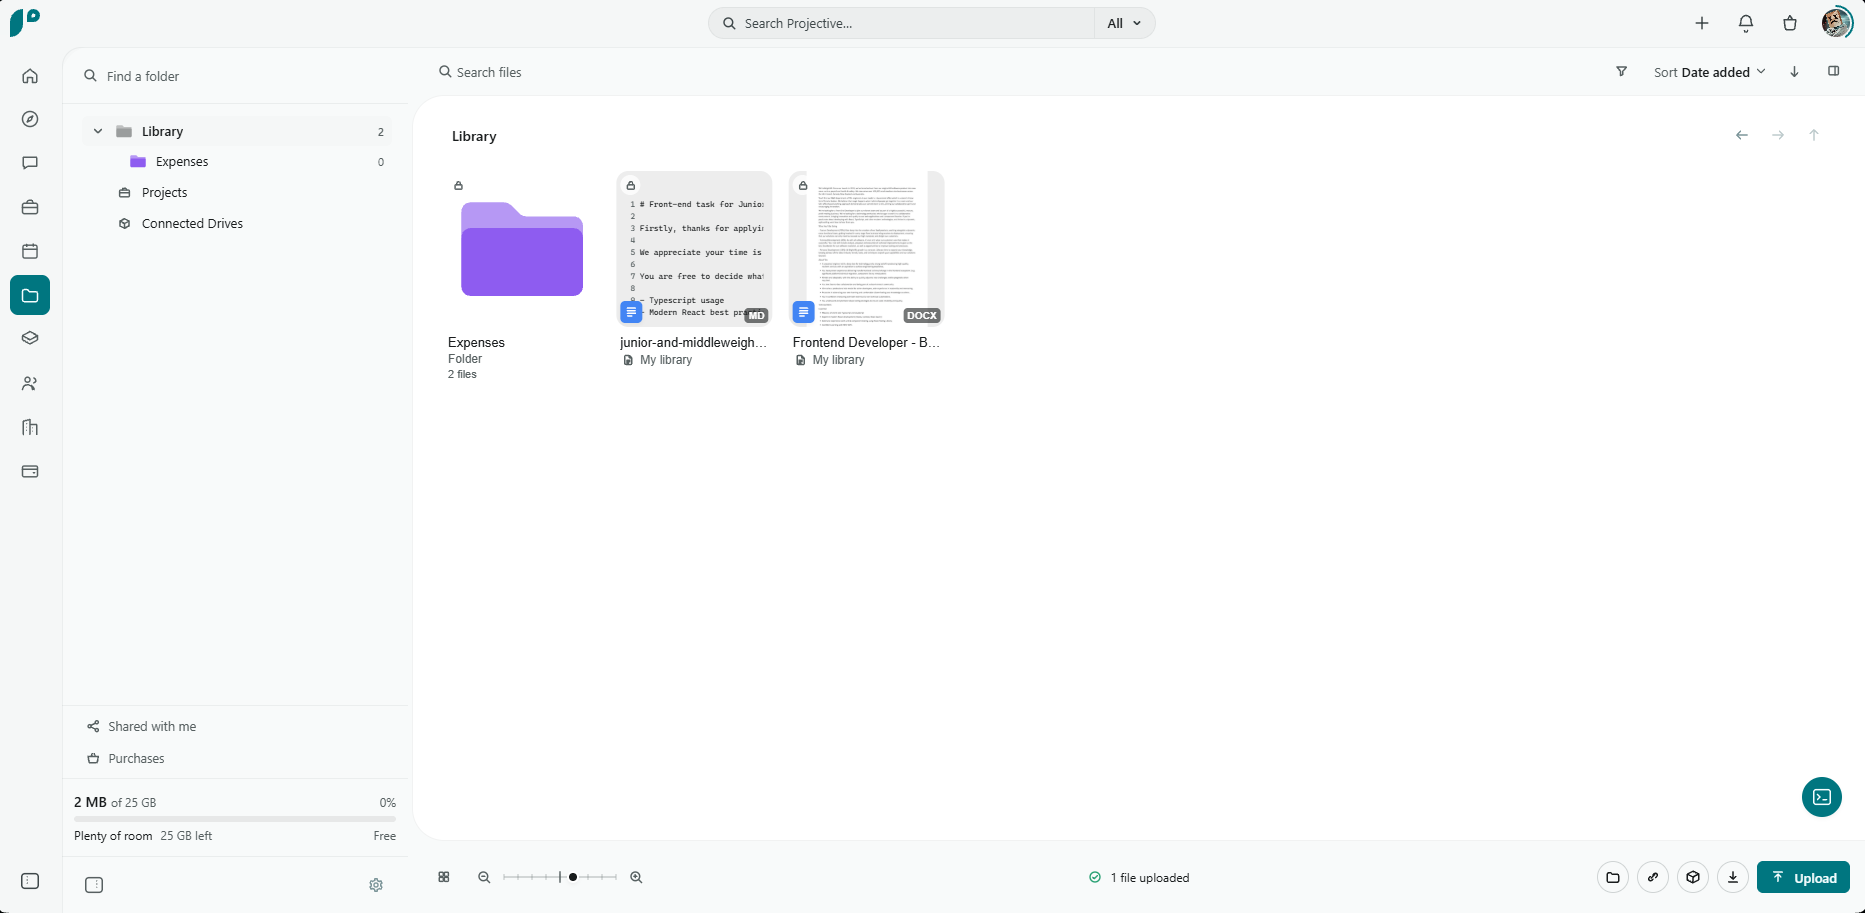 Search Projective...
All
Find a folder
Search files
Sort Date added
Library 2
Expenses 0
Projects
Connected Drives
Library
1 # Front-end task for Junio
2
3 Firstly, thanks for applyi
4
5 We appreciate your time is
6
7 You are free to decide what
8
9 - Typescript usage
- Modern React best pra
MD
DOCX
Expenses
Folder
2 files
junior-and-middleweigh...
My library
Frontend Developer - B...
My library
Shared with me
Purchases
2 MB of 25 GB 0%
Plenty of room 25 GB left Free
1 file uploaded
Upload